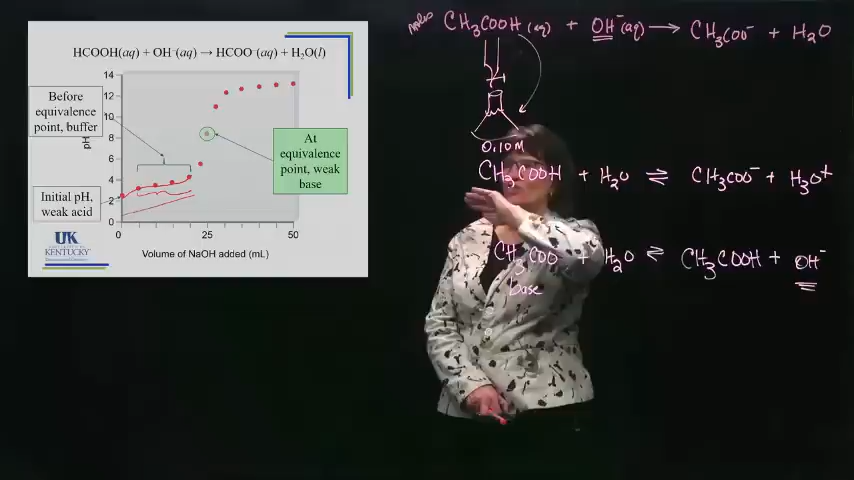 HCOOH(aq) + OH⁻(aq) → HCOO⁻(aq) + H₂O(l)
14
12
10
8
6
4
2
0
pH
0
25
50
Volume of NaOH added (mL)
Before
equivalence
point, buffer
At
equivalence
point, weak
base
Initial pH,
weak acid
UK
KENTUCKY
moles CH₃COOH (aq) + OH⁻(aq) → CH₃COO⁻ + H₂O
0.10M
CH₃COOH + H₂O ⇌ CH₃COO⁻ + H₃O⁺
CH₃COO + H₂O ⇌ CH₃COOH + OH⁻
base